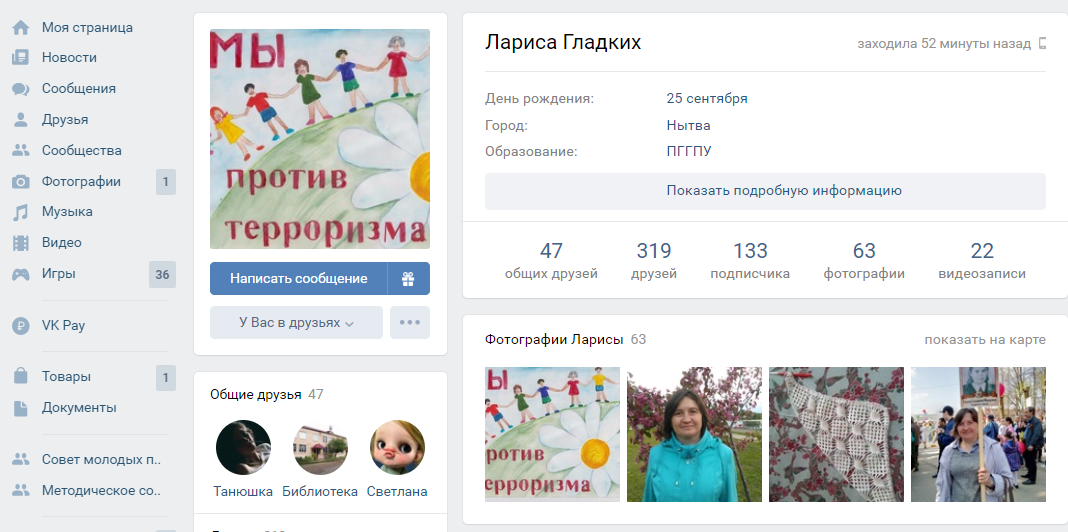 Моя страница
Новости
Сообщения
Друзья
Сообщества
Фотографии 1
Музыка
Видео
Игры 36
VK Pay
Товары 1
Документы
Совет молодых п..
Методическое со..
Мы
против
терроризма
Написать сообщение
У Вас в друзьях
Общие друзья 47
Танюшка Библиотека Светлана
Лариса Гладких заходила 52 минуты назад
День рождения: 25 сентября
Город: Нытва
Образование: ПГГПУ
Показать подробную информацию
47 319 133 63 22
общих друзей друзей подписчика фотографии видеозаписи
Фотографии Ларисы 63 показать на карте
Ы
ротив
ерроризма